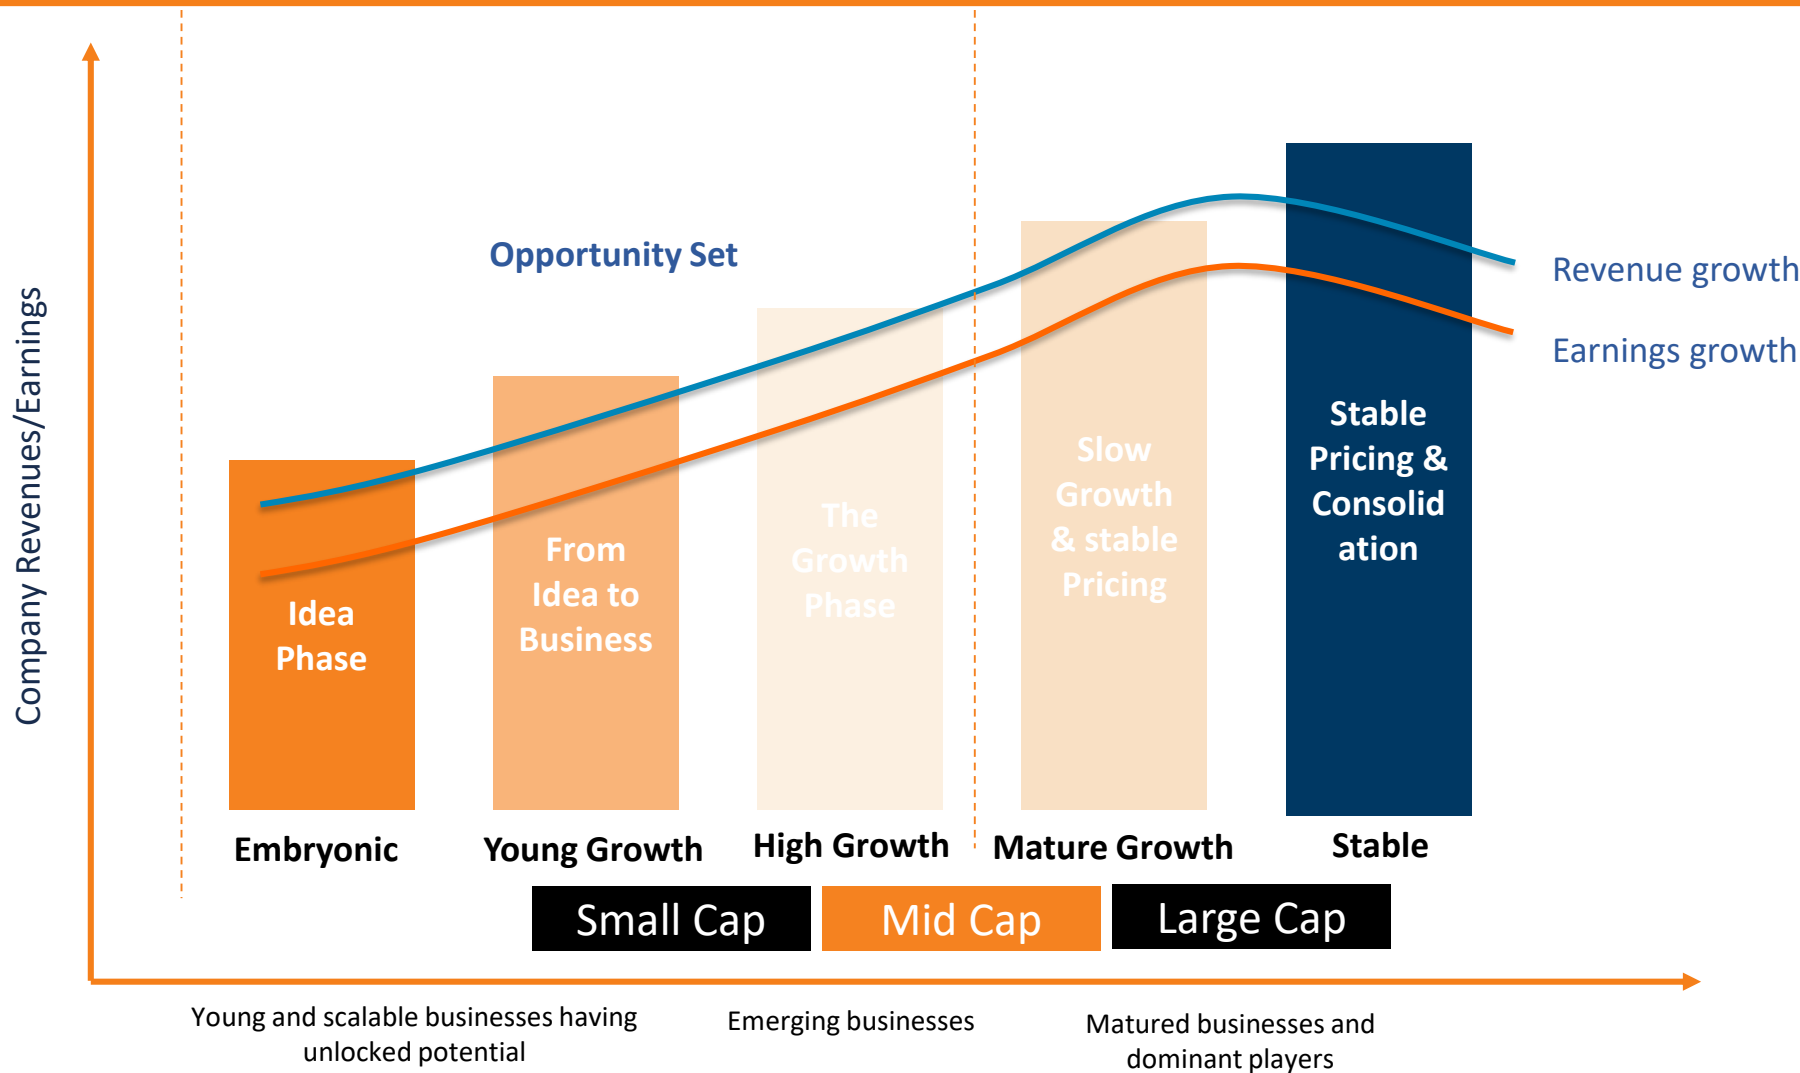 Opportunity Set
Revenue growth
Earnings growth
Company Revenues/Earnings
Idea
Phase
From
Idea to
Business
The
Growth
Phase
Slow
Growth
& stable
Pricing
Stable
Pricing &
Consolid
ation
Embryonic
Young Growth
High Growth
Mature Growth
Stable
Small Cap
Mid Cap
Large Cap
Young and scalable businesses having
unlocked potential
Emerging businesses
Matured businesses and
dominant players